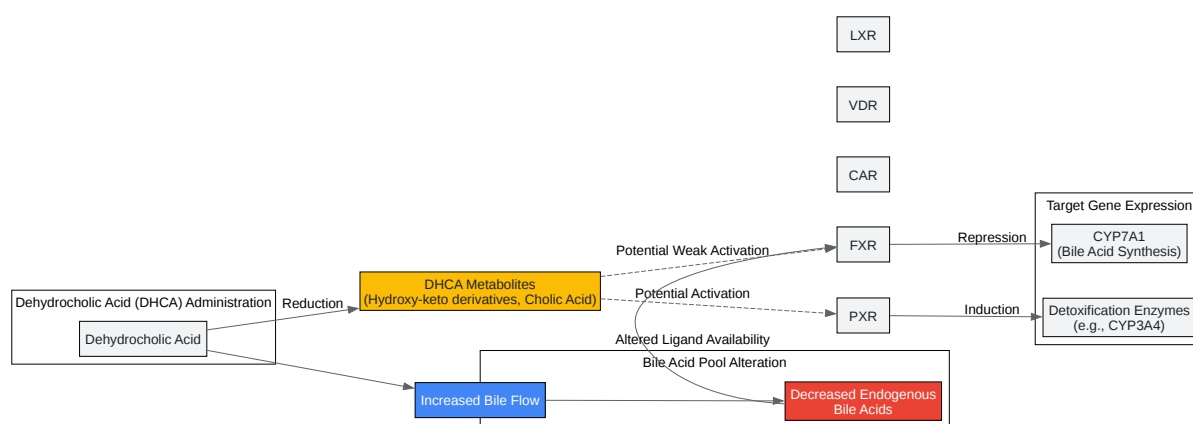 LXR
VDR
CAR
Target Gene Expression
FXR
Repression
CYP7A1
(Bile Acid Synthesis)
Potential Weak Activation
DHCA Metabolites
(Hydroxy-keto derivatives, Cholic Acid)
Dehydrocholic Acid (DHCA) Administration
Reduction
Potential Activation
PXR
Induction
Detoxification Enzymes
(e.g., CYP3A4)
Dehydrocholic Acid
Altered Ligand Availability
Bile Acid Pool Alteration
Increased Bile Flow
Decreased Endogenous
Bile Acids